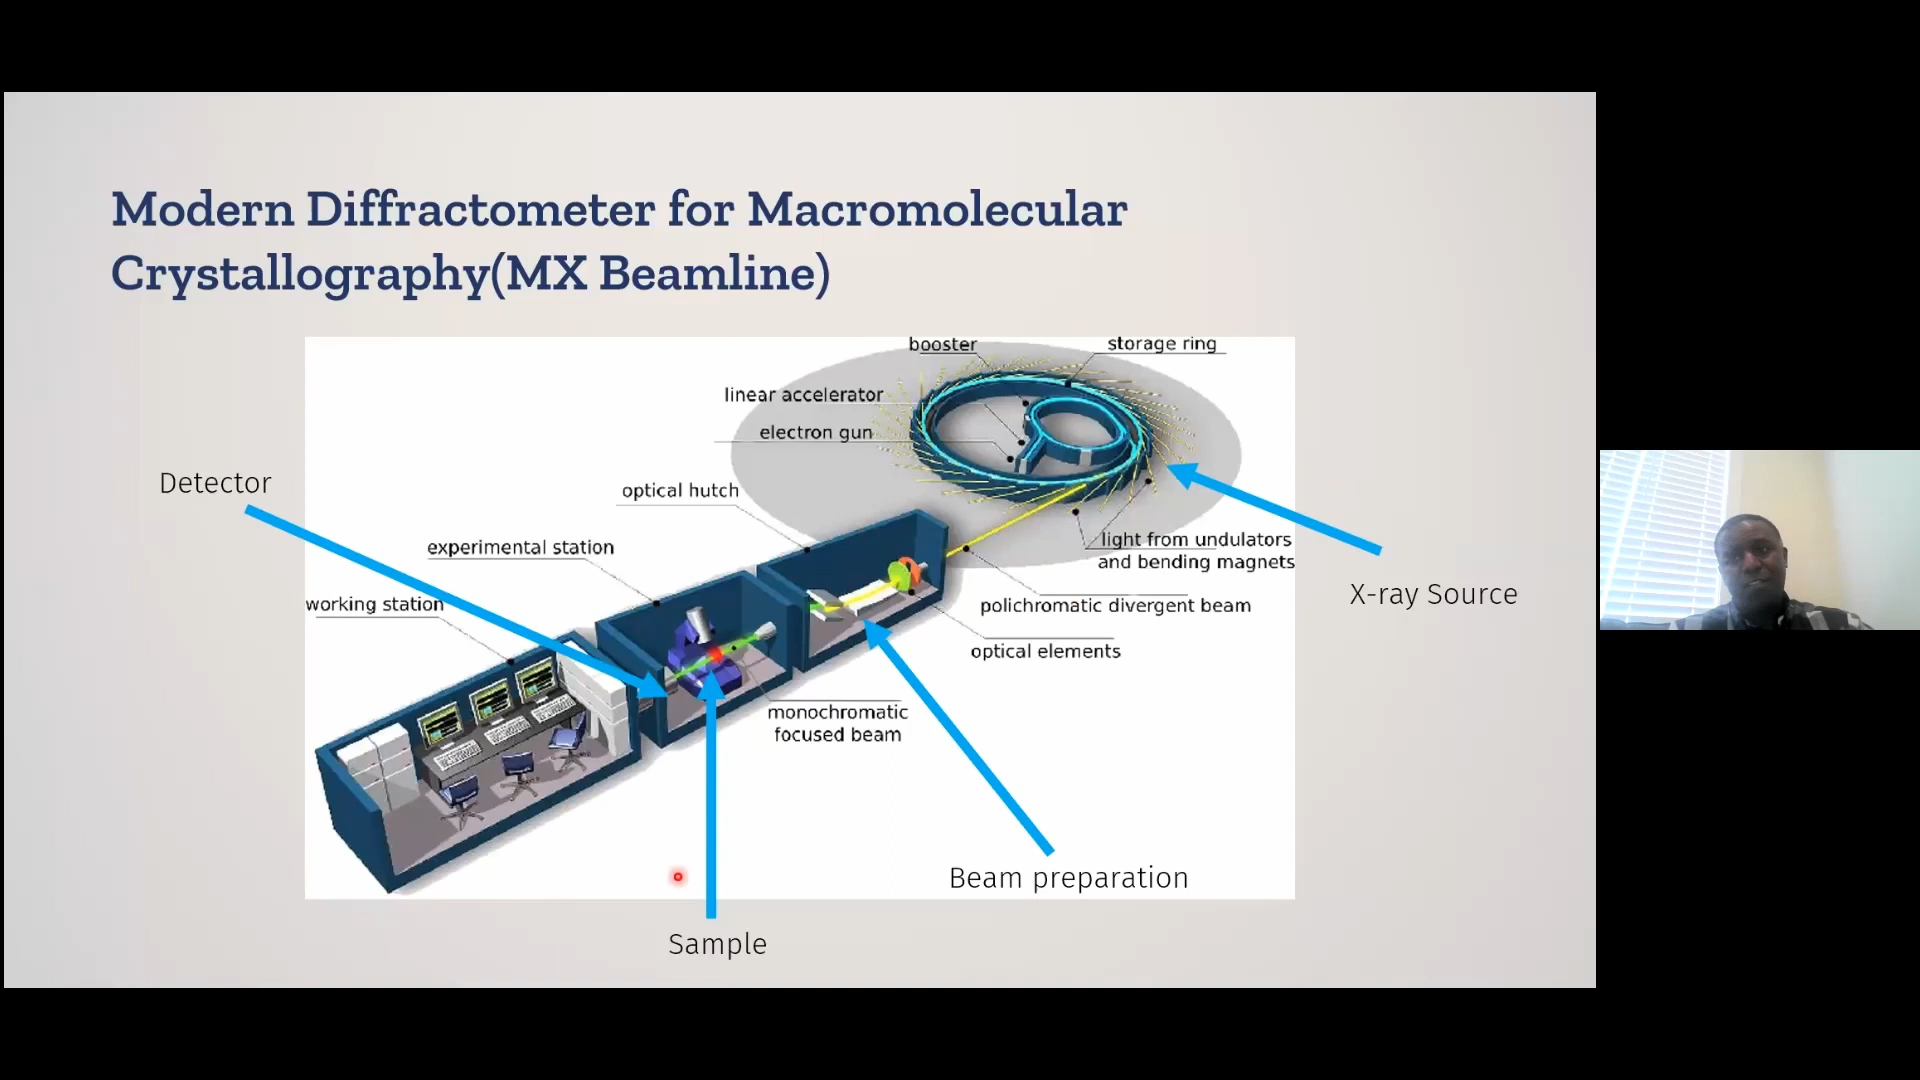 Modern Diffractometer for Macromolecular
Crystallography(MX Beamline)
booster
storage ring
linear accelerator
electron gun
Detector
optical hutch
experimental station
light from undulators
and bending magnets
working station
polichromatic divergent beam
X-ray Source
optical elements
monochromatic
focused beam
Beam preparation
Sample